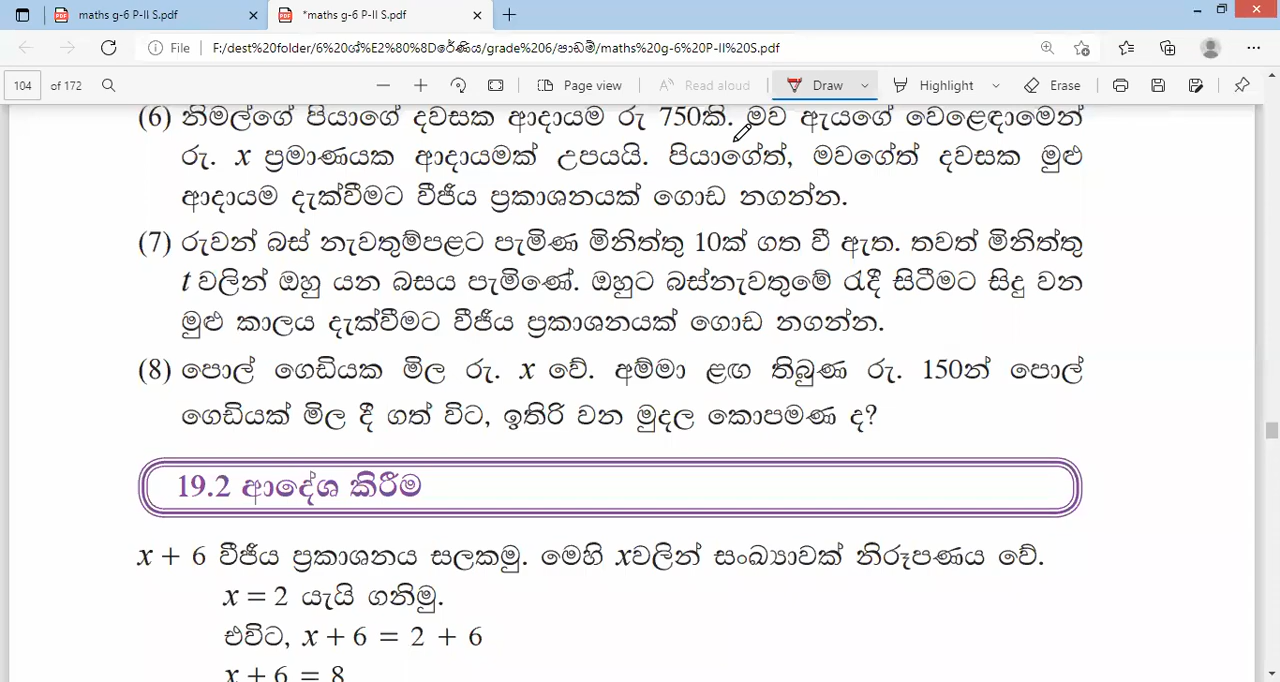 maths g-6 P-II S.pdf
*maths g-6 P-II S.pdf
File F:/dest%20folder/6%20ශ්%E2%80%8Dරේණිය/grade%206/පාඩම්/maths%20g-6%20P-II%20S.pdf
104 of 172 Page view Read aloud Draw Highlight Erase
(6) නිමල්ගේ පියාගේ දවසක ආදායම රු 750කි. මව ඇයගේ වෙළෙඳාමෙන්
රු. x ප්‍රමාණයක ආදායමක් උපයයි. පියාගේත්, මවගේත් දවසක මුළු
ආදායම දැක්වීමට වීජීය ප්‍රකාශනයක් ගොඩ නගන්න.
(7) රුවන් බස් නැවතුම්පළට පැමිණ මිනිත්තු 10ක් ගත වී ඇත. තවත් මිනිත්තු
t වලින් ඔහු යන බසය පැමිණේ. ඔහුට බස්නැවතුමේ රැදී සිටීමට සිදු වන
මුළු කාලය දැක්වීමට වීජීය ප්‍රකාශනයක් ගොඩ නගන්න.
(8) පොල් ගෙඩියක මිල රු. x වේ. අම්මා ළඟ තිබුණ රු. 150න් පොල්
ගෙඩියක් මිල දී ගත් විට, ඉතිරි වන මුදල කොපමණ ද?
19.2 ආදේශ කිරීම
x + 6 වීජීය ප්‍රකාශනය සලකමු. මෙහි xවලින් සංඛ්‍යාවක් නිරූපණය වේ.
x = 2 යැයි ගනිමු.
එවිට, x + 6 = 2 + 6
x + 6 = 8